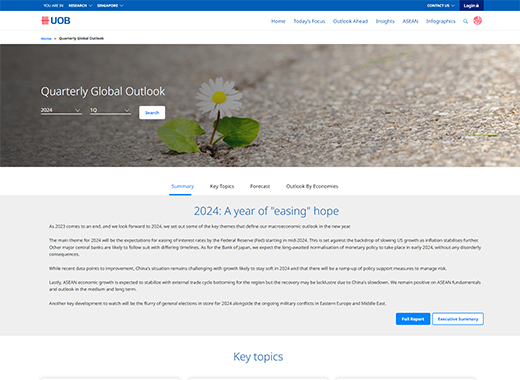 YOU ARE IN RESEARCH SINGAPORE CONTACT US Login
UOB Home Today's Focus Outlook Ahead Insights ASEAN Infographics
Home > Quarterly Global Outlook
Quarterly Global Outlook
2024 1Q Search
Summary Key Topics Forecast Outlook By Economies
2024: A year of "easing" hope
As 2023 comes to an end, and we look forward to 2024, we set out some of the key themes that define our macroeconomic outlook in the new year.
The main theme for 2024 will be the expectations for easing of interest rates by the Federal Reserve (Fed) starting in mid-2024. This is set against the backdrop of slowing US growth as inflation stabilises further.
Other major central banks are likely to follow suit with differing timelines. As for the Bank of Japan, we expect the long-awaited normalisation of monetary policy to take place in early 2024, without any disorderly
consequences.
While recent data points to improvement, China's situation remains challenging with growth likely to stay soft in 2024 and that there will be a ramp-up of policy support measures to manage risk.
Lastly, ASEAN economic growth is expected to stabilise with external trade cycle bottoming for the region but the recovery may be lacklustre due to China's slowdown. We remain positive on ASEAN fundamentals
and outlook in the medium and long term.
Another key development to watch will be the flurry of general elections in store for 2024 alongside the ongoing military conflicts in Eastern Europe and Middle East.
Full Report Executive Summary
Key topics